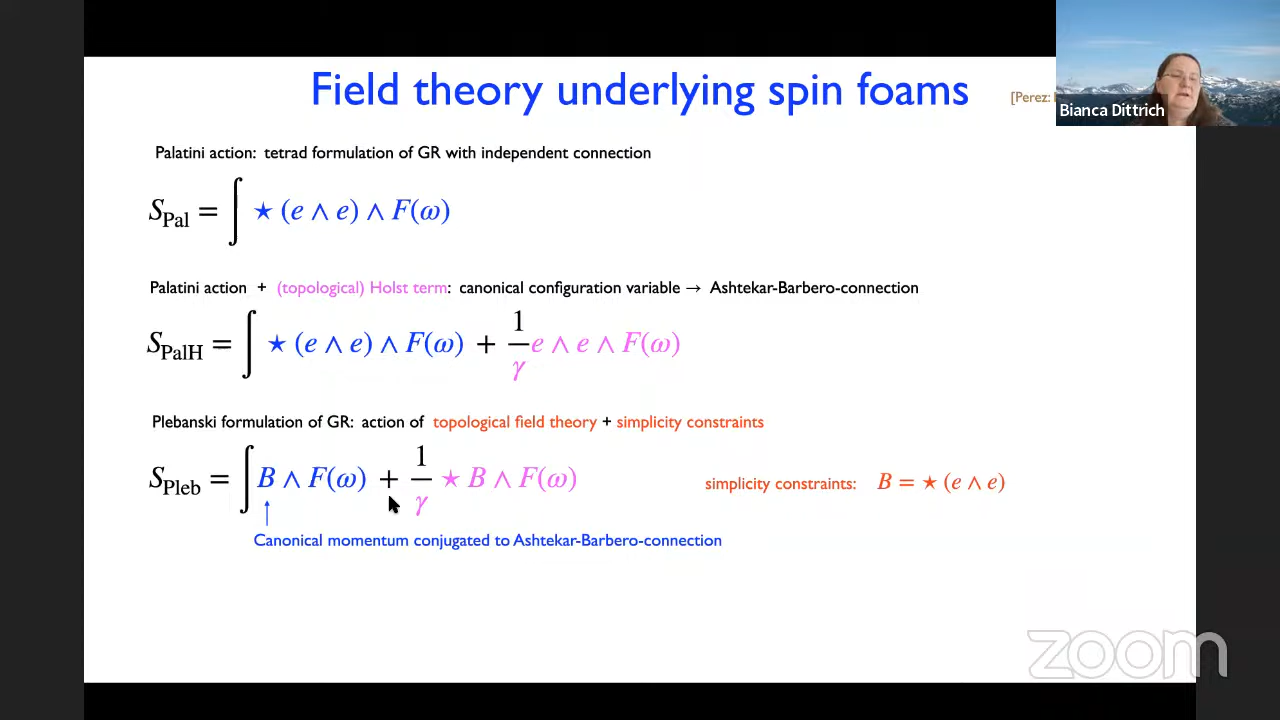 Field theory underlying spin foams
[Perez:
Bianca Dittrich
Palatini action: tetrad formulation of GR with independent connection
S_Pal = ∫ ⋆ (e ∧ e) ∧ F(ω)
Palatini action + (topological) Holst term: canonical configuration variable → Ashtekar-Barbero-connection
S_PalH = ∫ ⋆ (e ∧ e) ∧ F(ω) + 1/γ e ∧ e ∧ F(ω)
Plebanski formulation of GR: action of topological field theory + simplicity constraints
S_Pleb = ∫ B ∧ F(ω) + 1/γ ⋆ B ∧ F(ω)
simplicity constraints: B = ⋆ (e ∧ e)
Canonical momentum conjugated to Ashtekar-Barbero-connection
zoom